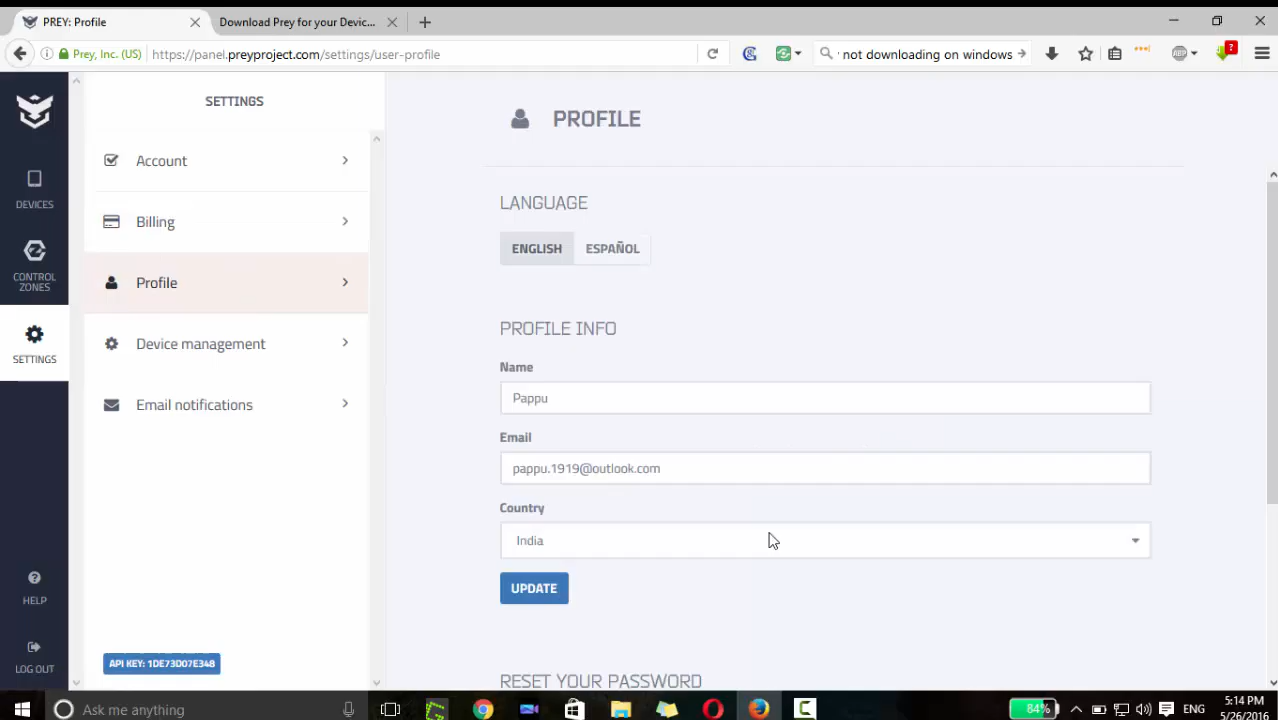 PREY: Profile
Download Prey for your Devic...
Prey, Inc. (US)
https://panel.preyproject.com/settings/user-profile
not downloading on windows
ABP
?
SETTINGS
PROFILE
Account
DEVICES
LANGUAGE
Billing
ENGLISH
ESPAÑOL
CONTROL
ZONES
Profile
PROFILE INFO
Device management
SETTINGS
Name
Pappu
Email notifications
Email
pappu.1919@outlook.com
Country
India
UPDATE
HELP
API KEY: 1DE73D07E348
LOG OUT
RESET YOUR PASSWORD
Ask me anything
84%
ENG
5:14 PM
5/26/2016